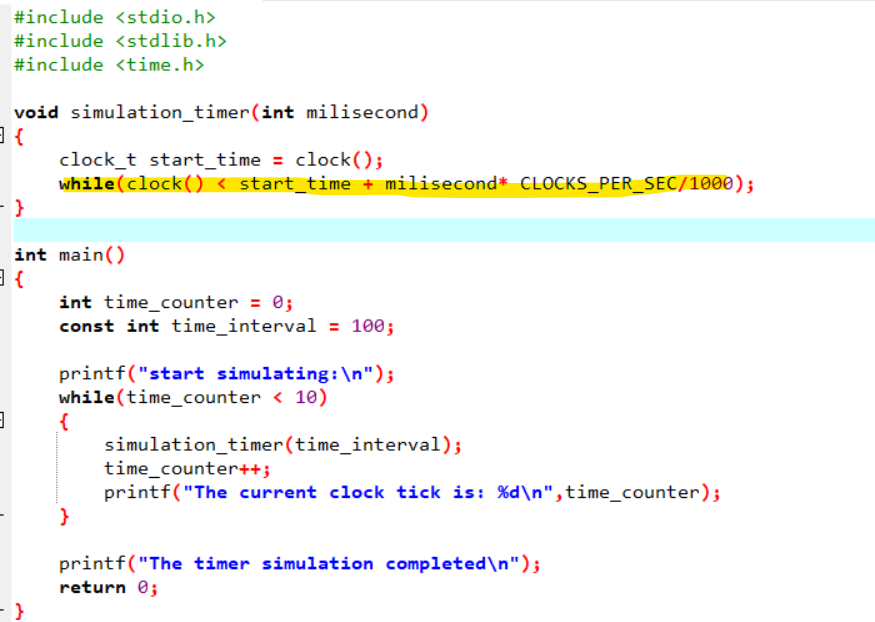 #include <stdio.h>
#include <stdlib.h>
#include <time.h>
void simulation_timer(int milisecond)
{
clock_t start_time = clock();
while(clock() < start_time + milisecond* CLOCKS_PER_SEC/1000);
}
int main()
{
int time_counter = 0;
const int time_interval = 100;
printf("start simulating:\n");
while(time_counter < 10)
{
simulation_timer(time_interval);
time_counter++;
printf("The current clock tick is: %d\n",time_counter);
}
printf("The timer simulation completed\n");
return 0;
}